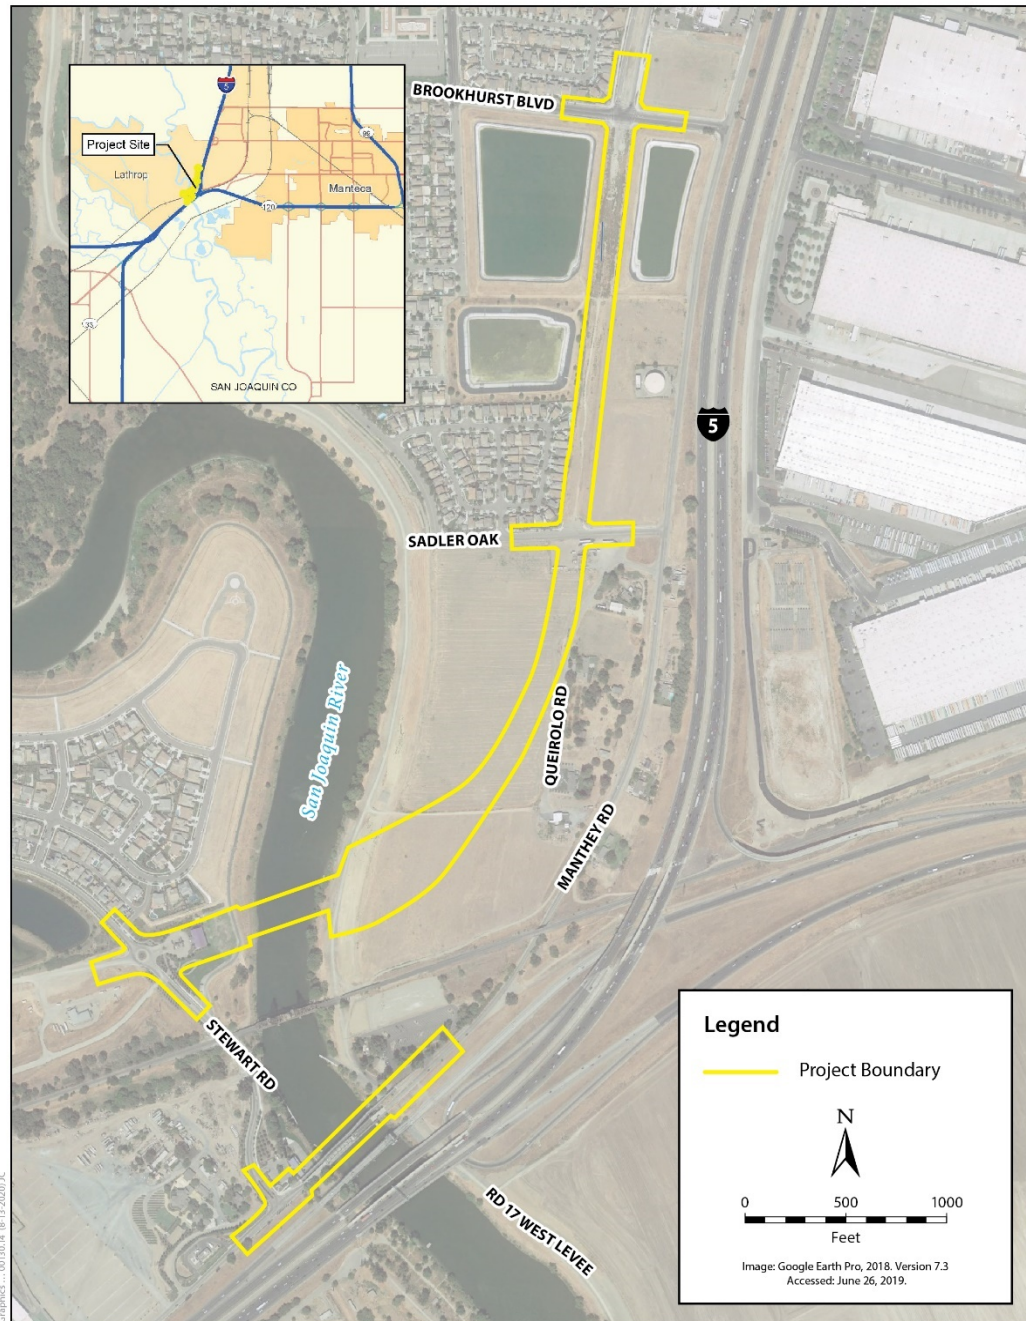 BROOKHURST BLVD
5
Project Site
99
Lathrop
Manteca
120
SAN JOAQUIN CO
5
SADLER OAK
San Joaquin River
QUEIROLO RD
MANTHEY RD
STEWART RD
RD 17 WEST LEVEE
Legend
Project Boundary
N
0 500 1000
Feet
Image: Google Earth Pro, 2018. Version 7.3
Accessed: June 26, 2019.